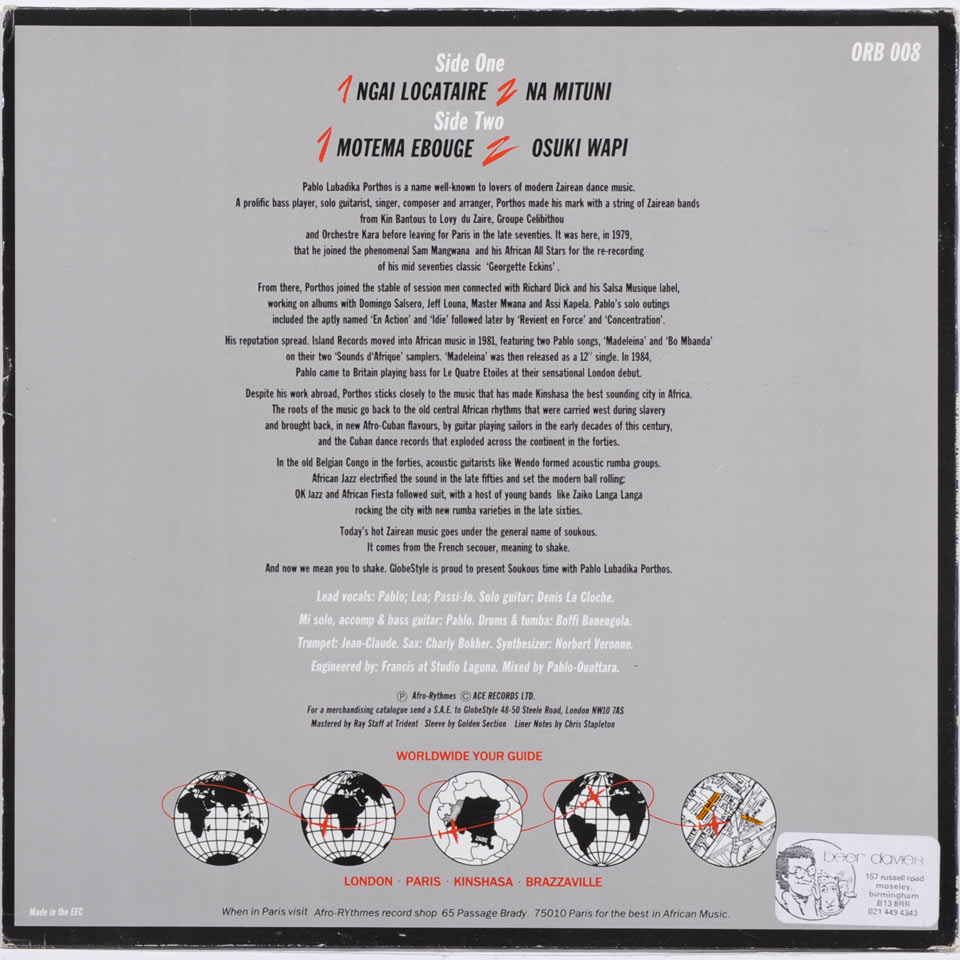 ORB 008
Side One
1 NGAI LOCATAIRE 2 NA MITUNI
Side Two
1 MOTEMA EBOUGE 2 OSUKI WAPI
Pablo Lubadika Porthos is a name well-known to lovers of modern Zairean dance music.
A prolific bass player, solo guitarist, singer, composer and arranger, Porthos made his mark with a string of Zairean bands
from Kin Bantous to Lovy du Zaire, Groupe Celibithou
and Orchestre Kara before leaving for Paris in the late seventies. It was here, in 1979,
that he joined the phenomenal Sam Mangwana and his African All Stars for the re-recording
of his mid seventies classic 'Georgette Eckins' .
From there, Porthos joined the stable of session men connected with Richard Dick and his Salsa Musique label,
working on albums with Domingo Salsero, Jeff Louna, Master Mwana and Assi Kapela. Pablo's solo outings
included the aptly named 'En Action' and 'Idie' followed later by 'Revient en Force' and 'Concentration'.
His reputation spread. Island Records moved into African music in 1981, featuring two Pablo songs, 'Madeleina' and 'Bo Mbanda'
on their two 'Sounds d'Afrique' samplers. 'Madeleina' was then released as a 12" single. In 1984,
Pablo came to Britain playing bass for Le Quatre Etoiles at their sensational London debut.
Despite his work abroad, Porthos sticks closely to the music that has made Kinshasa the best sounding city in Africa.
The roots of the music go back to the old central African rhythms that were carried west during slavery
and brought back, in new Afro-Cuban flavours, by guitar playing sailors in the early decades of this century,
and the Cuban dance records that exploded across the continent in the forties.
In the old Belgian Congo in the forties, acoustic guitarists like Wendo formed acoustic rumba groups.
African Jazz electrified the sound in the late fifties and set the modern ball rolling:
OK Jazz and African Fiesta followed suit, with a host of young bands like Zaiko Langa Langa
rocking the city with new rumba varieties in the late sixties.
Today's hot Zairean music goes under the general name of soukous.
It comes from the French secouer, meaning to shake.
And now we mean you to shake. GlobeStyle is proud to present Soukous time with Pablo Lubadika Porthos.
Lead vocals: Pablo; Lea; Passi-Jo. Solo guitar: Denis La Cloche.
Mi solo, accomp & bass guitar: Pablo. Drums & tumba: Boffi Banengola.
Trumpet: Jean-Claude. Sax: Charly Bokher. Synthesizer: Norbert Veronne.
Engineered by: Francis at Studio Laguna. Mixed by Pablo-Ouattara.
Ⓟ Afro-Rythmes © ACE RECORDS LTD.
For a merchandising catalogue send a S.A.E. to GlobeStyle 48-50 Steele Road, London NW10 7AS
Mastered by Ray Staff at Trident Sleeve by Golden Section Liner Notes by Chris Stapleton
WORLDWIDE YOUR GUIDE
ZAIRE
LONDON · PARIS · KINSHASA · BRAZZAVILLE
beer davies
157 russell road
moseley,
birmingham
B13 8RR
021 449 4343
Made in the EEC
When in Paris visit Afro-RYthmes record shop 65 Passage Brady. 75010 Paris for the best in African Music.